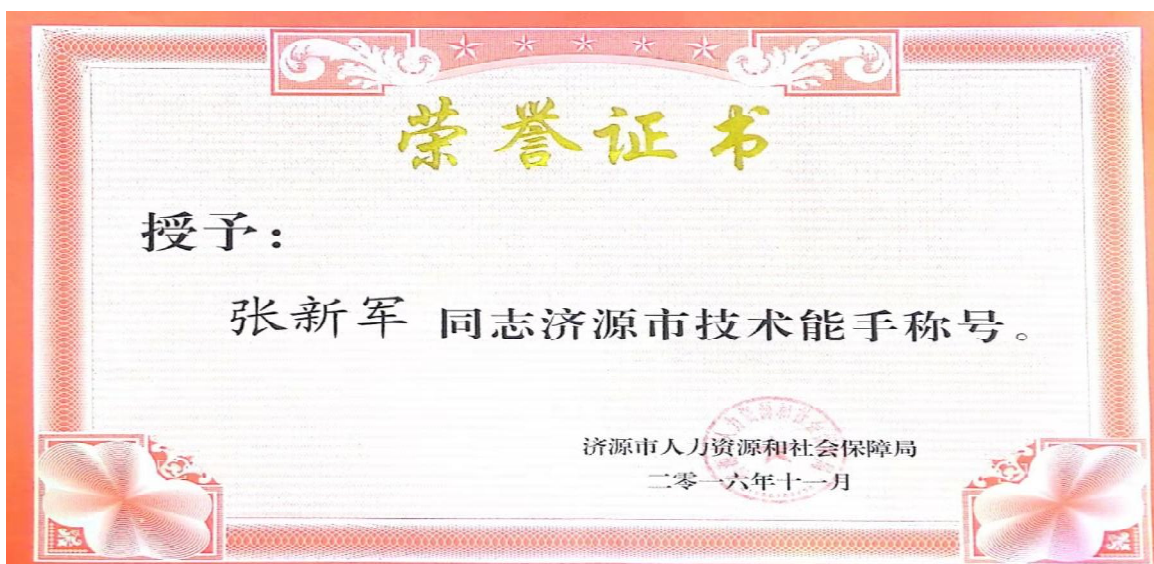 荣誉证书
授予：
张新军 同志济源市技术能手称号。
济源市人力资源和社会保障局
二零一六年十一月